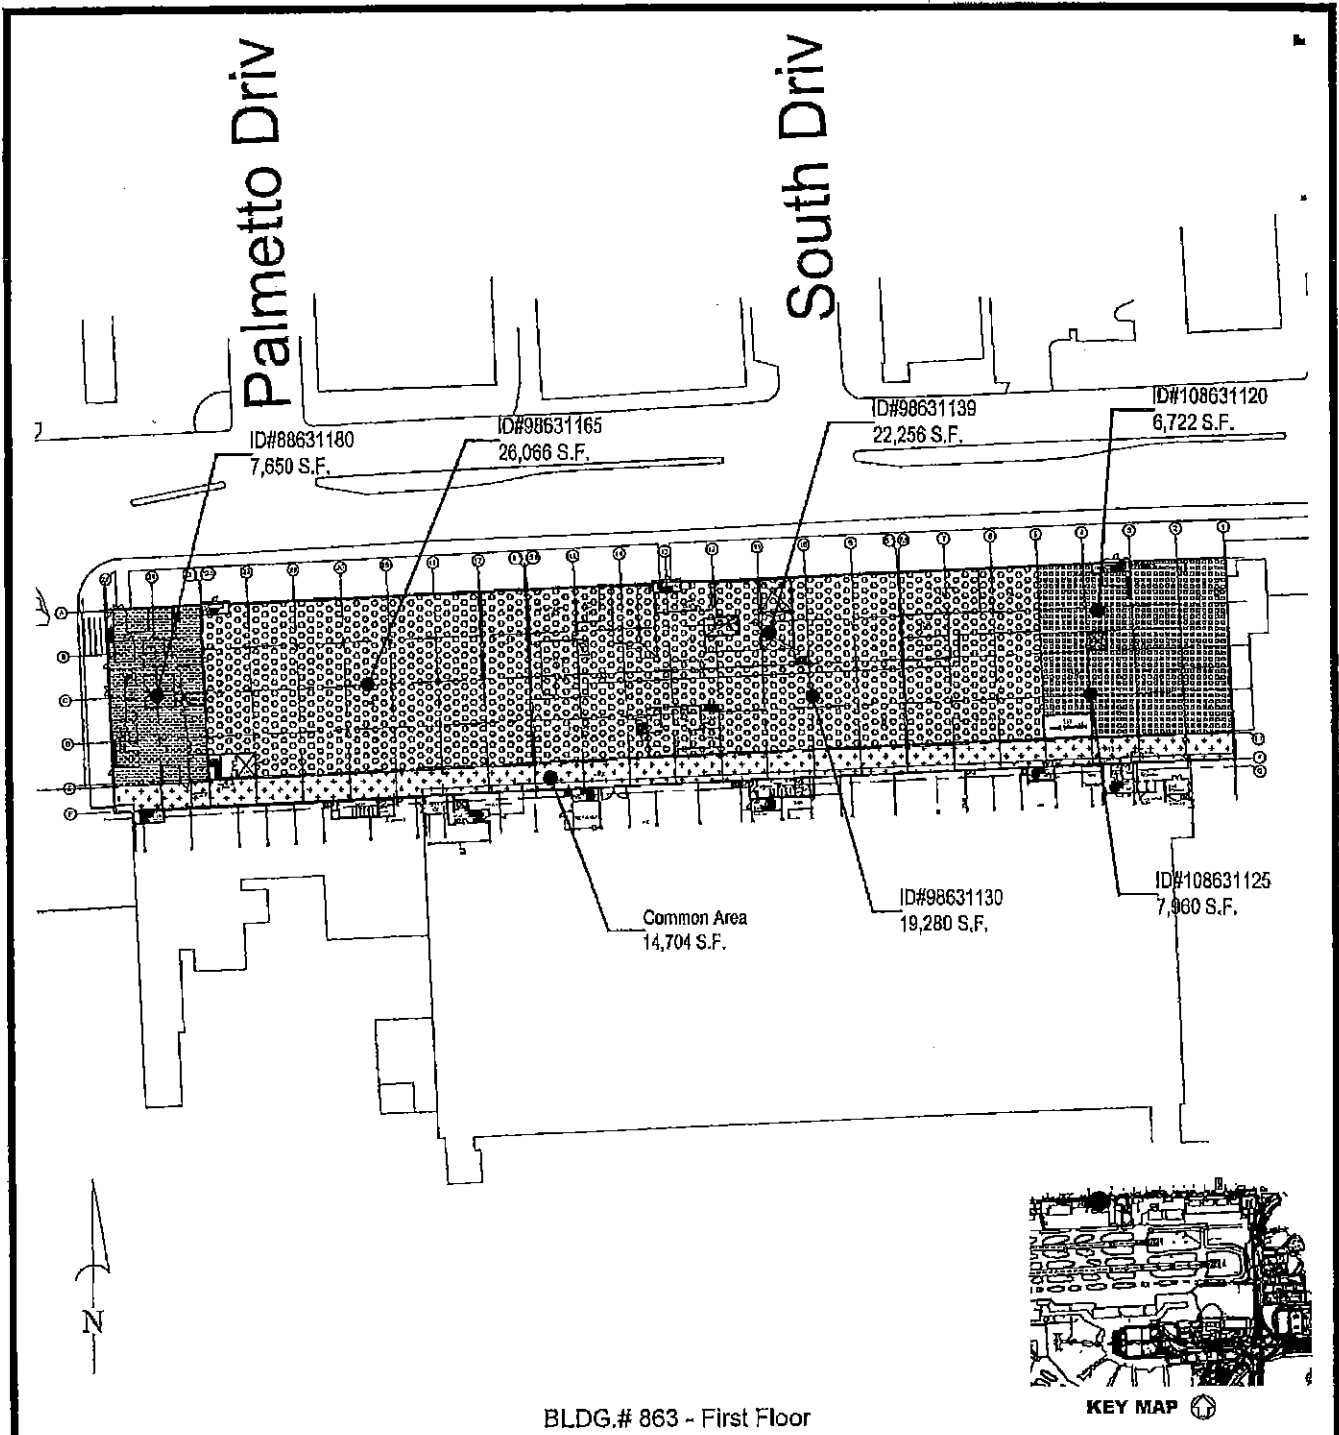 Palmetto Driv
South Driv
ID#88631180
7,650 S.F.
ID#98631165
26,066 S.F.
ID#98631139
22,256 S.F.
ID#108631120
6,722 S.F.
Common Area
14,704 S.F.
ID#98631130
19,280 S.F.
ID#108631125
7,960 S.F.
N
KEY MAP
BLDG.# 863 - First Floor